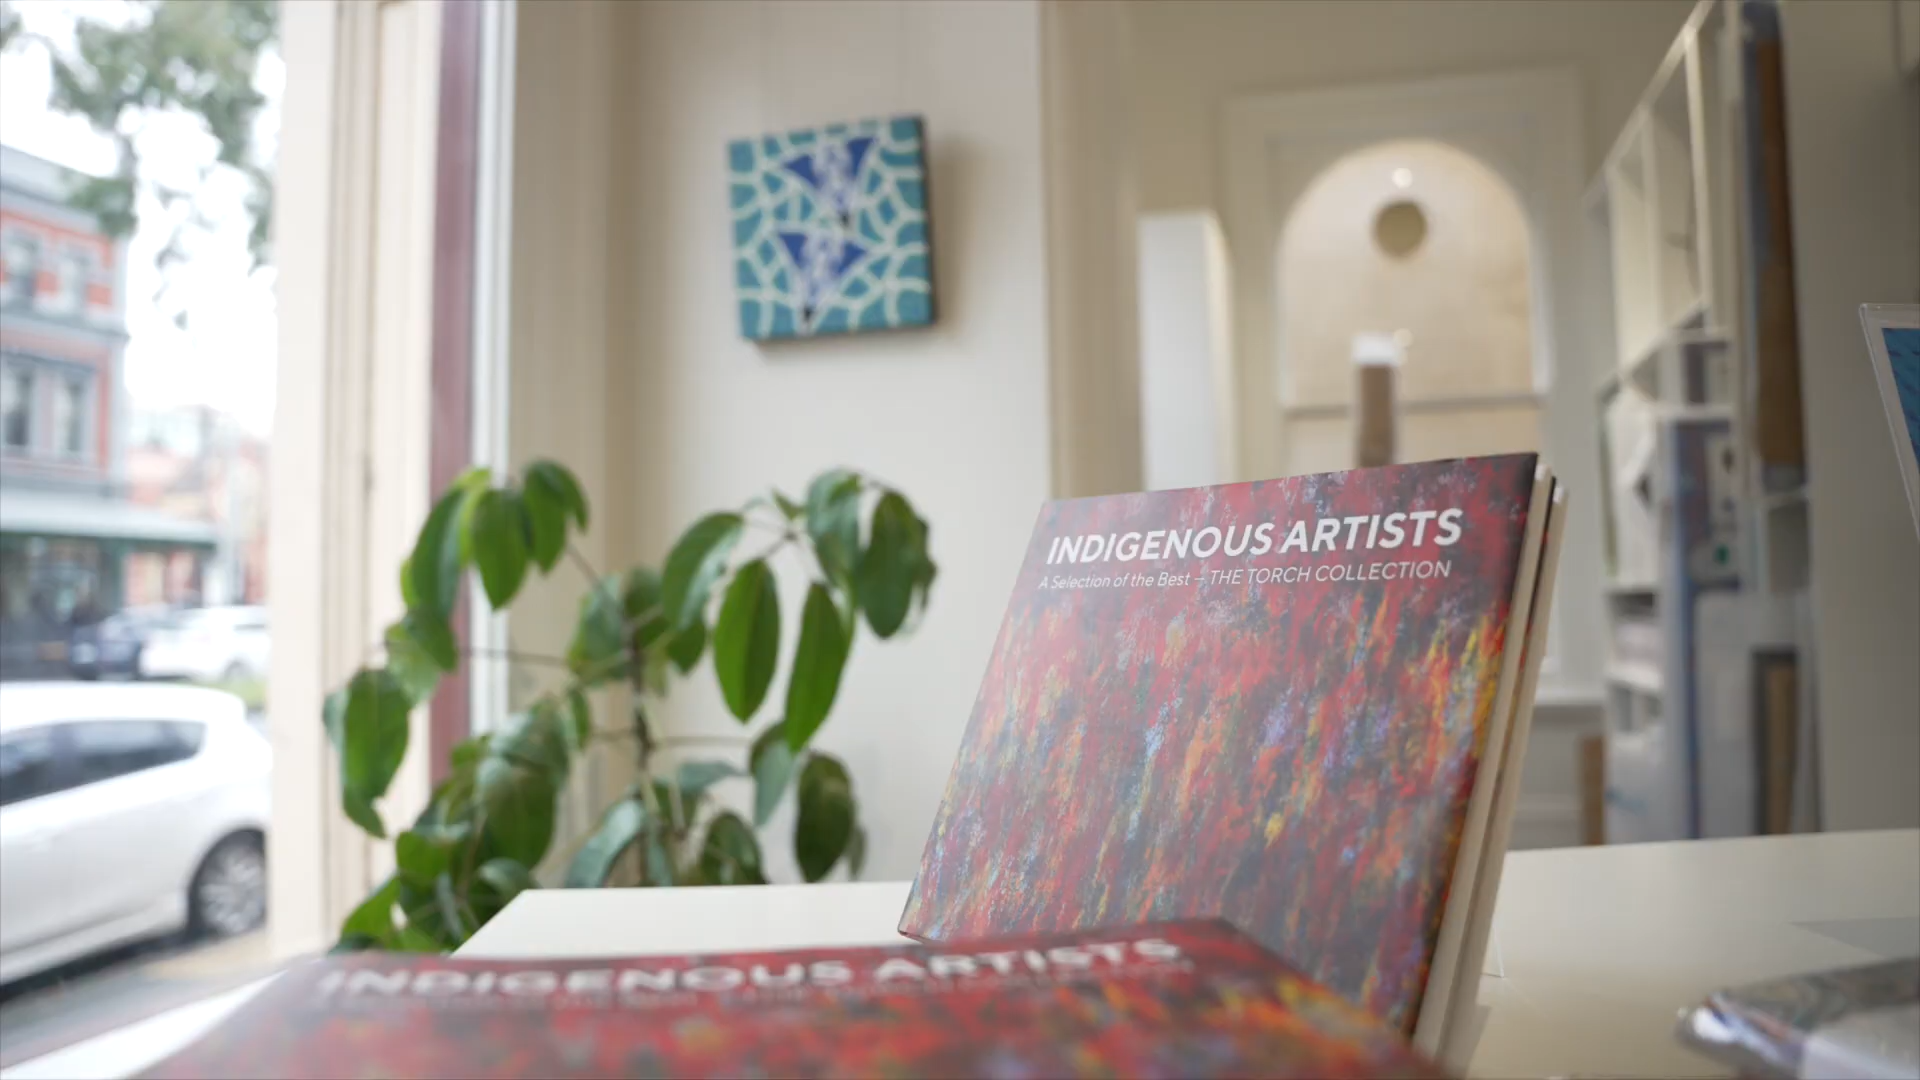 INDIGENOUS ARTISTS
A Selection of the Best – THE TORCH COLLECTION
INDIGENOUS ARTISTS